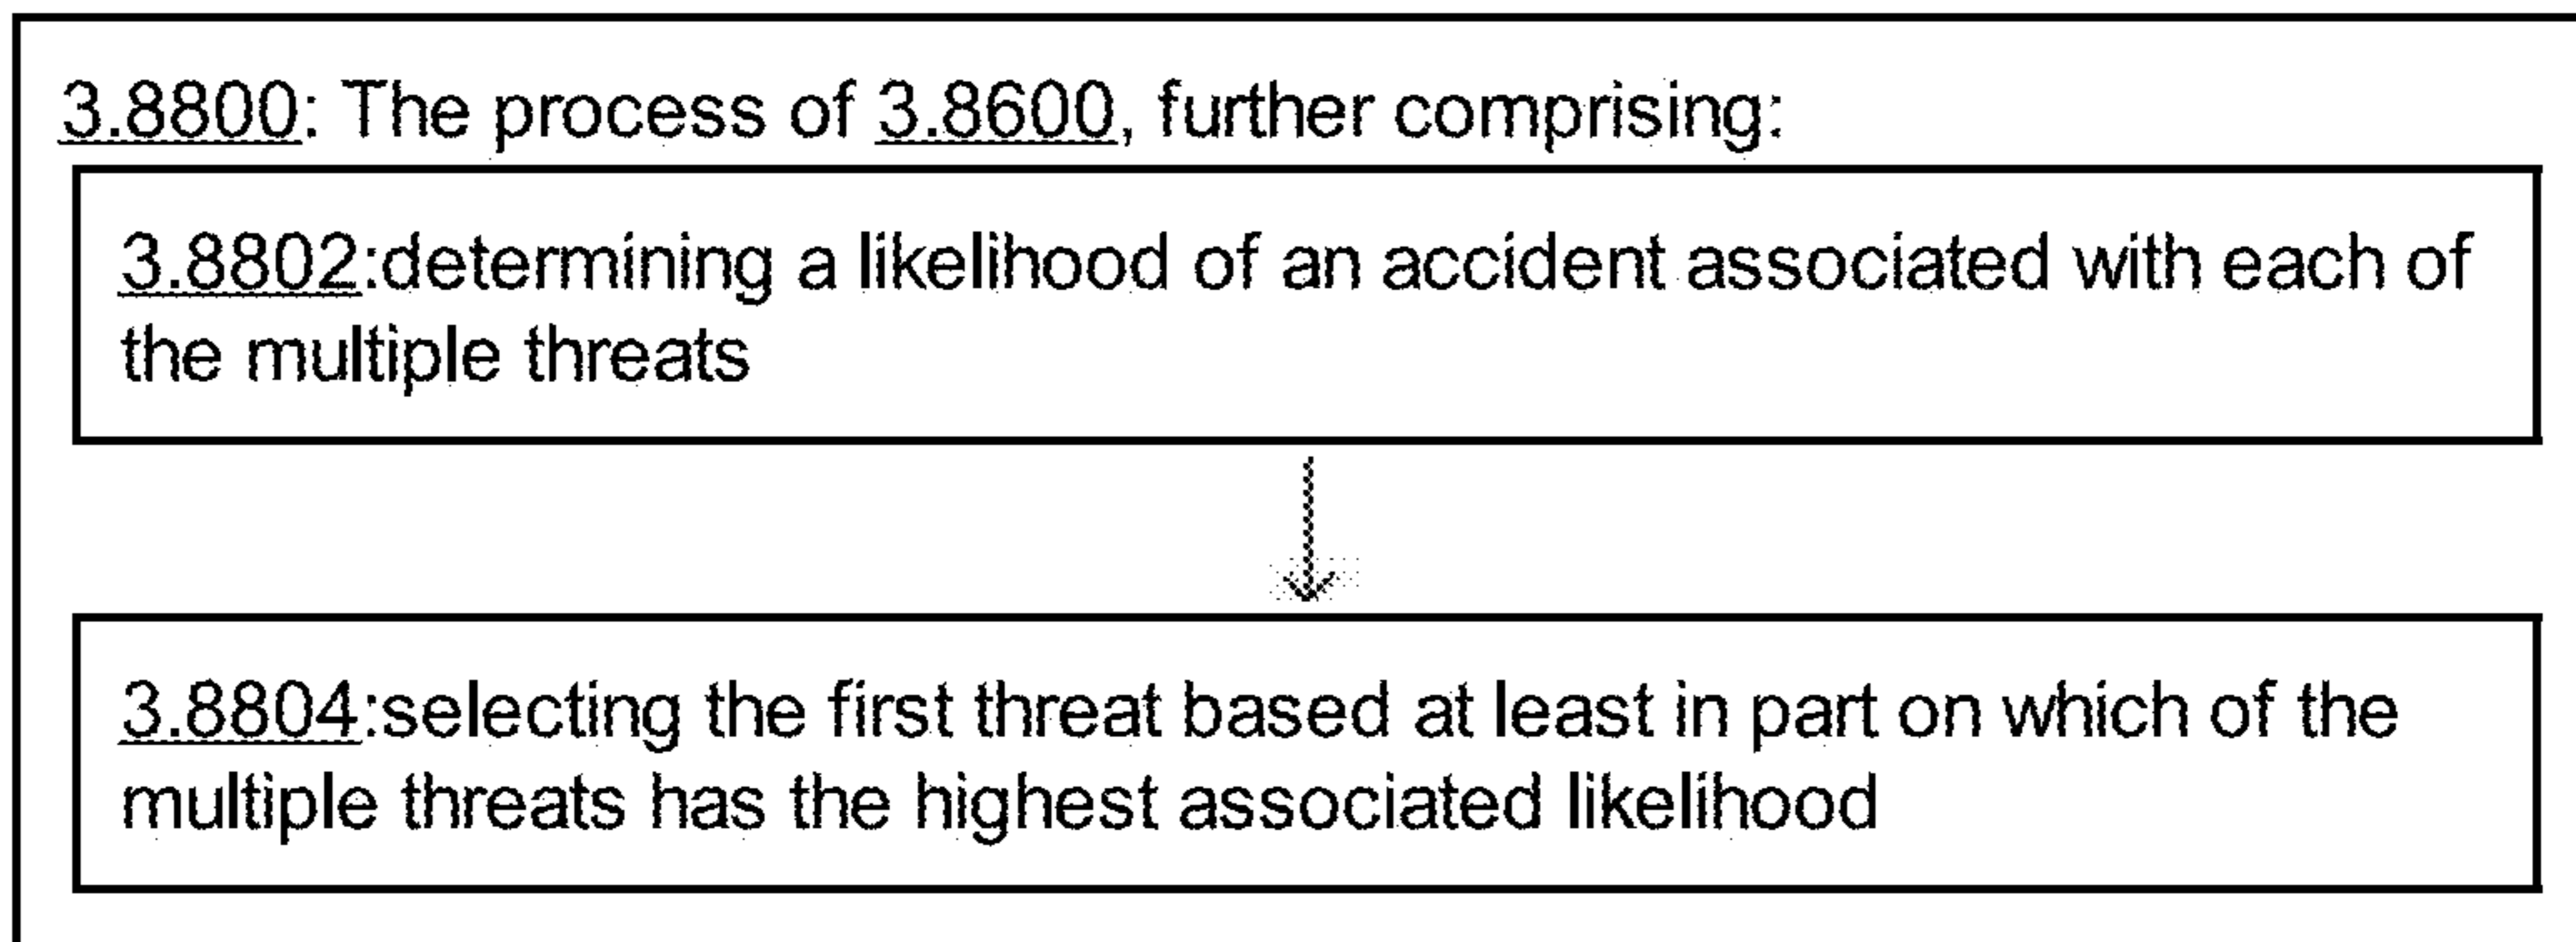 3.8800: The process of 3.8600, further comprising:
3.8802:determining a likelihood of an accident associated with each of
the multiple threats
3.8804:selecting the first threat based at least in part on which of the
multiple threats has the highest associated likelihood